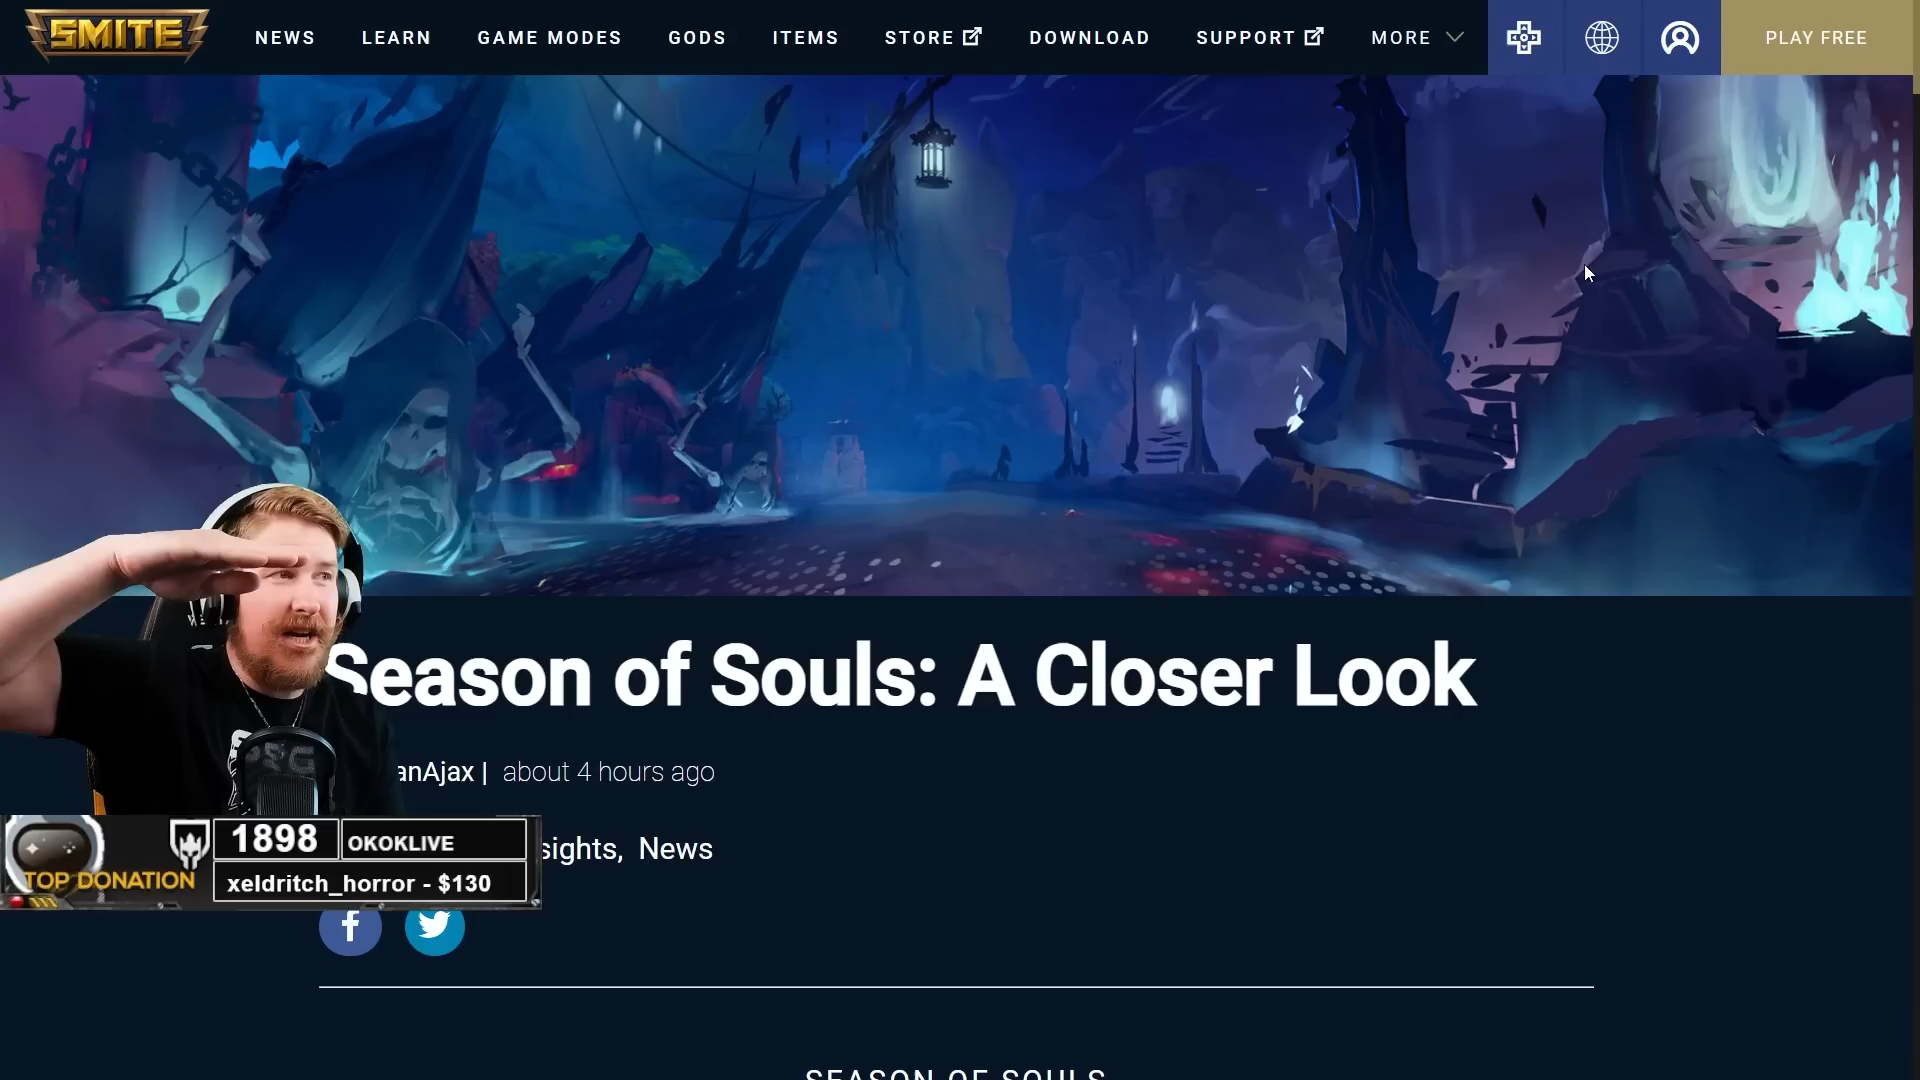 SMITE NEWS LEARN GAME MODES GODS ITEMS STORE DOWNLOAD SUPPORT MORE PLAY FREE
Season of Souls: A Closer Look
anAjax | about 4 hours ago
sights, News
1898 OKOKLIVE
TOP DONATION xeldritch_horror - $130
SEASON OF SOULS